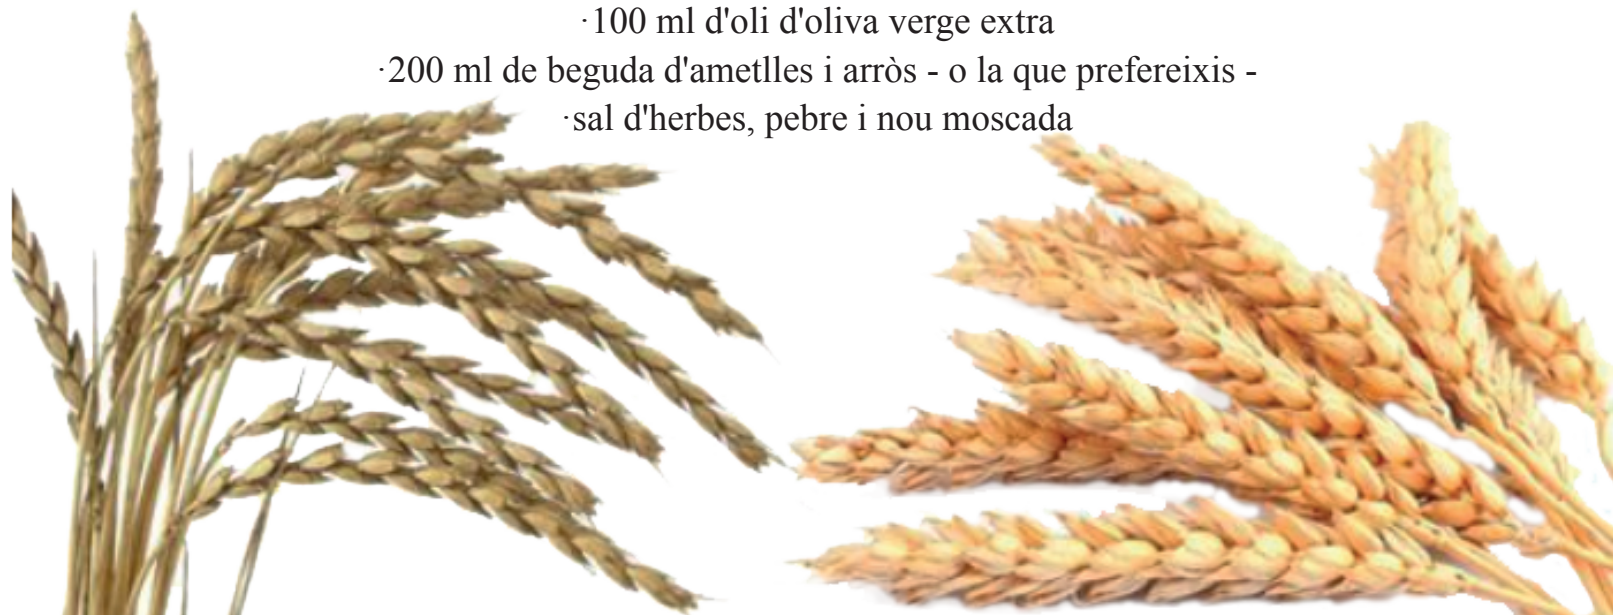 ·100 ml d'oli d'oliva verge extra
·200 ml de beguda d'ametlles i arròs - o la que prefereixis -
·sal d'herbes, pebre i nou moscada